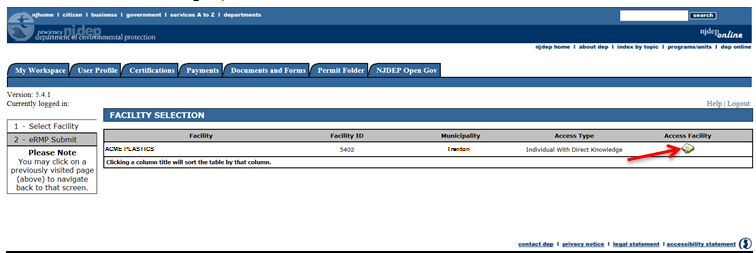 njhome | citizen | business | government | services A to Z | departments
search
newjersey njdep
department of environmental protection
njdep online
njdep home | about dep | index by topic | programs/units | dep online
My Workspace User Profile Certifications Payments Documents and Forms Permit Folder NJDEP Open Gov
Version: 5.4.1
Currently logged in:
Help | Logout
1 - Select Facility
2 - eRMP Submit
Please Note
You may click on a
previously visited page
(above) to navigate
back to that screen.
FACILITY SELECTION
Facility Facility ID Municipality Access Type Access Facility
ACME PLASTICS 5402 Trenton Individual With Direct Knowledge
Clicking a column title will sort the table by that column.
contact dep | privacy notice | legal statement | accessibility statement